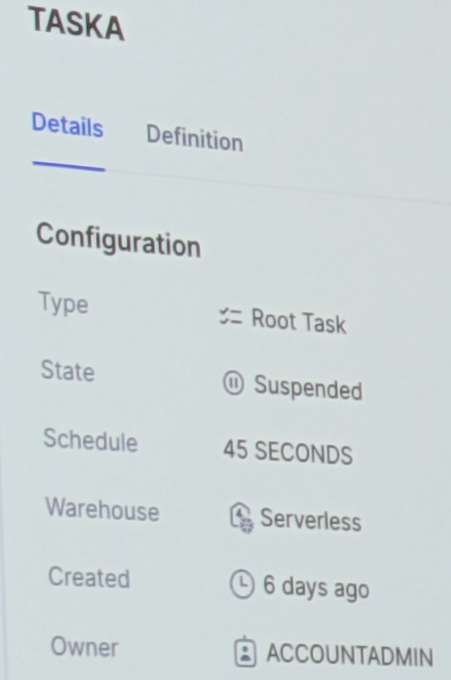 TASKA
Details Definition
Configuration
Type Root Task
State Suspended
Schedule 45 SECONDS
Warehouse Serverless
Created 6 days ago
Owner ACCOUNTADMIN